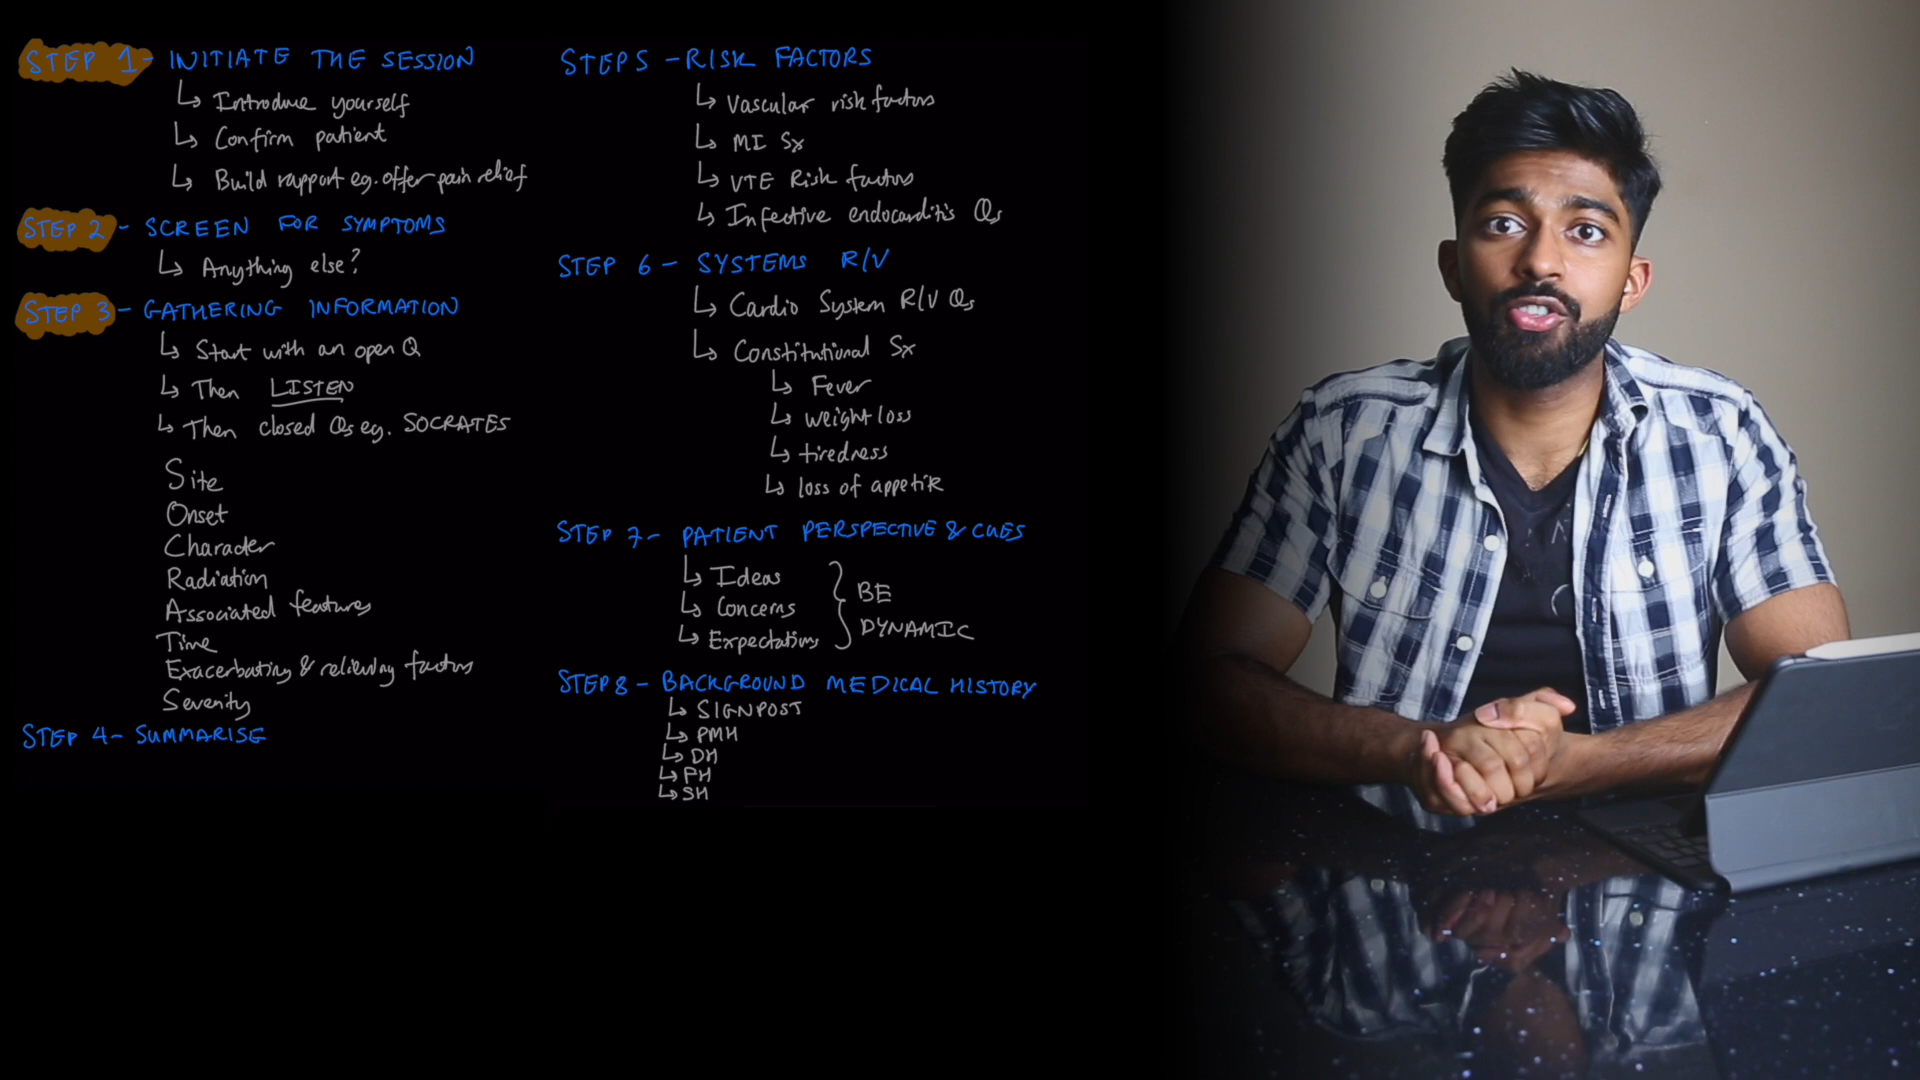 STEP 1- INITIATE THE SESSION
↳ Introduce yourself
↳ Confirm patient
↳ Build rapport eg. offer pain relief
STEP 2 - SCREEN FOR SYMPTOMS
↳ Anything else?
STEP 3 - GATHERING INFORMATION
↳ Start with an open Q
↳ Then LISTEN
↳ Then closed Qs eg. SOCRATES
Site
Onset
Character
Radiation
Associated features
Time
Exacerbating & relieving factors
Severity
STEP 4- SUMMARISE
STEP 5 - RISK FACTORS
↳ Vascular risk factors
↳ MI Sx
↳ VTE Risk factors
↳ Infective endocarditis Qs
STEP 6 - SYSTEMS R/V
↳ Cardio System R/V Qs
↳ Constitutional Sx
↳ Fever
↳ weight loss
↳ tiredness
↳ loss of appetite
STEP 7 - PATIENT PERSPECTIVE & CUES
↳ Ideas
↳ Concerns
↳ Expectations
BE
DYNAMIC
STEP 8 - BACKGROUND MEDICAL HISTORY
↳ SIGNPOST
↳ PMH
↳ DH
↳ FH
↳ SH